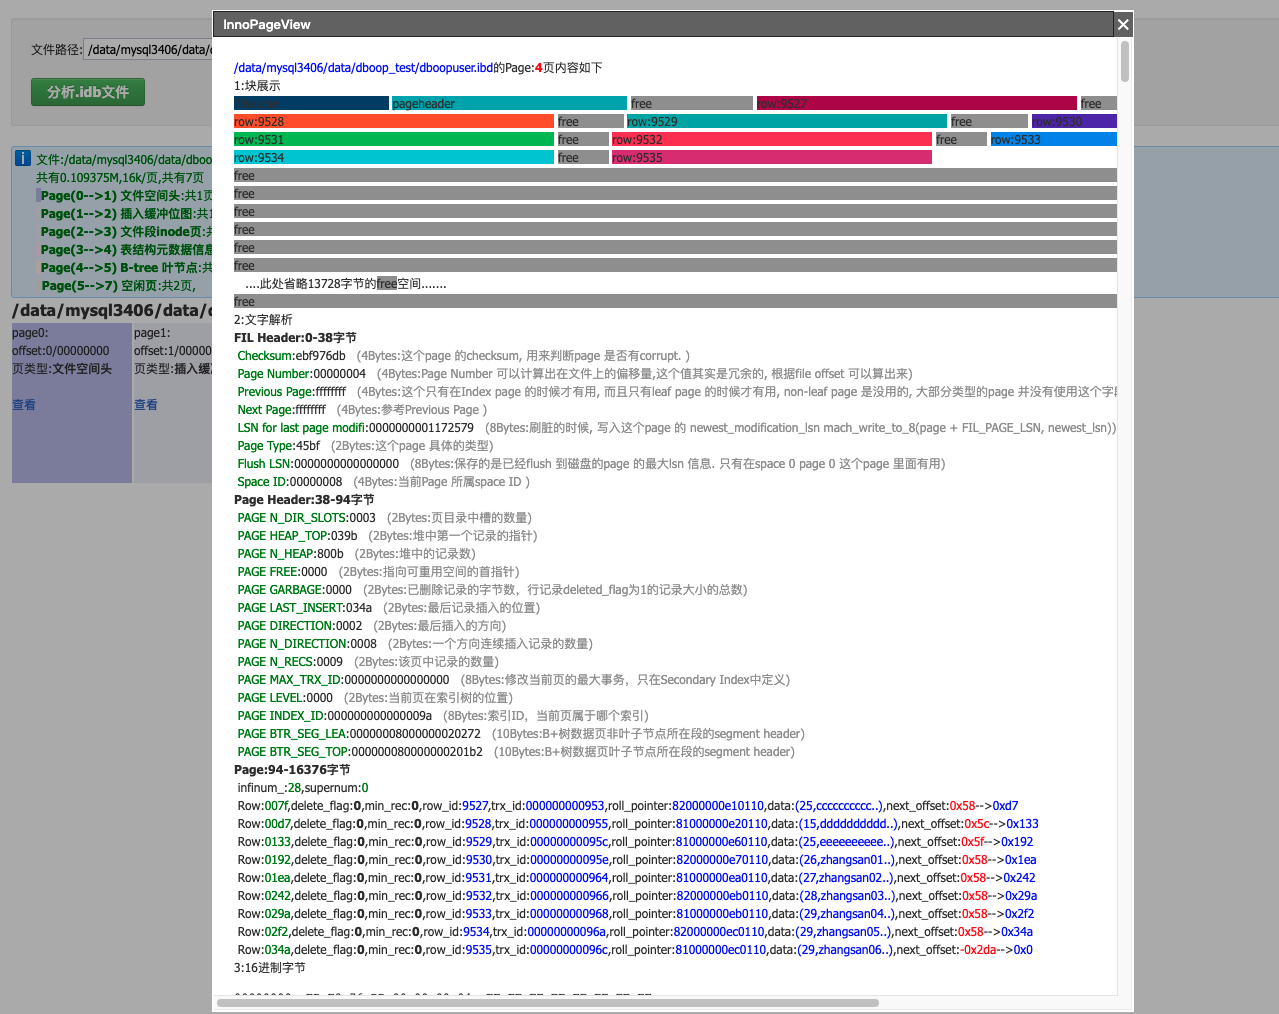 InnoPageView
文件路径: /data/mysql3406/data/d
分析.idb文件
文件:/data/mysql3406/data/dboo
共有0.109375M,16k/页,共有7页
Page(0-->1) 文件空间头:共1页
Page(1-->2) 插入缓冲位图:共
Page(2-->3) 文件段inode页:共
Page(3-->4) 表结构元数据信息
Page(4-->5) B-tree 叶节点:共
Page(5-->7) 空闲页:共2页,
/data/mysql3406/data/d
page0:
offset:0/00000000
页类型:文件空间头
查看
page1:
offset:1/0000
页类型:插入缓
查看
/data/mysql3406/data/dboop_test/dboopuser.ibd的Page:4页内容如下
1:块展示
pageheader free row:9527 free
row:9528 free row:9529 free row:9530
row:9531 free row:9532 free row:9533
row:9534 free row:9535
free
free
free
free
free
free
....此处省略13728字节的free空间.......
free
2:文字解析
FIL Header:0-38字节
Checksum:ebf976db (4Bytes:这个page 的checksum, 用来判断page 是否有corrupt. )
Page Number:00000004 (4Bytes:Page Number 可以计算出在文件上的偏移量,这个值其实是冗余的, 根据file offset 可以算出来)
Previous Page:ffffffff (4Bytes:这个只有在Index page 的时候才有用, 而且只有leaf page 的时候才有用, non-leaf page 是没用的, 大部分类型的page 并没有使用这个字
Next Page:ffffffff (4Bytes:参考Previous Page )
LSN for last page modifi:0000000001172579 (8Bytes:刷脏的时候, 写入这个page 的 newest_modification_lsn mach_write_to_8(page + FIL_PAGE_LSN, newest_lsn))
Page Type:45bf (2Bytes:这个page 具体的类型)
Flush LSN:0000000000000000 (8Bytes:保存的是已经flush 到磁盘的page 的最大lsn 信息. 只有在space 0 page 0 这个page 里面有用)
Space ID:00000008 (4Bytes:当前Page 所属space ID )
Page Header:38-94字节
PAGE N_DIR_SLOTS:0003 (2Bytes:页目录中槽的数量)
PAGE HEAP_TOP:039b (2Bytes:堆中第一个记录的指针)
PAGE N_HEAP:800b (2Bytes:堆中的记录数)
PAGE FREE:0000 (2Bytes:指向可重用空间的首指针)
PAGE GARBAGE:0000 (2Bytes:已删除记录的字节数，行记录deleted_flag为1的记录大小的总数)
PAGE LAST_INSERT:034a (2Bytes:最后记录插入的位置)
PAGE DIRECTION:0002 (2Bytes:最后插入的方向)
PAGE N_DIRECTION:0008 (2Bytes:一个方向连续插入记录的数量)
PAGE N_RECS:0009 (2Bytes:该页中记录的数量)
PAGE MAX_TRX_ID:0000000000000000 (8Bytes:修改当前页的最大事务，只在Secondary Index中定义)
PAGE LEVEL:0000 (2Bytes:当前页在索引树的位置)
PAGE INDEX_ID:000000000000009a (8Bytes:索引ID，当前页属于哪个索引)
PAGE BTR_SEG_LEA:00000008000000020272 (10Bytes:B+树数据页非叶子节点所在段的segment header)
PAGE BTR_SEG_TOP:000000080000000201b2 (10Bytes:B+树数据页叶子节点所在段的segment header)
Page:94-16376字节
infinum_:28,supernum:0
Row:007f,delete_flag:0,min_rec:0,row_id:9527,trx_id:000000000953,roll_pointer:82000000e10110,data:(25,cccccccccc..),next_offset:0x58-->0xd7
Row:00d7,delete_flag:0,min_rec:0,row_id:9528,trx_id:000000000955,roll_pointer:81000000e20110,data:(15,dddddddddd..),next_offset:0x5c-->0x133
Row:0133,delete_flag:0,min_rec:0,row_id:9529,trx_id:00000000095c,roll_pointer:81000000e60110,data:(25,eeeeeeeeee..),next_offset:0x5f-->0x192
Row:0192,delete_flag:0,min_rec:0,row_id:9530,trx_id:00000000095e,roll_pointer:82000000e70110,data:(26,zhangsan01..),next_offset:0x58-->0x1ea
Row:01ea,delete_flag:0,min_rec:0,row_id:9531,trx_id:000000000964,roll_pointer:81000000ea0110,data:(27,zhangsan02..),next_offset:0x58-->0x242
Row:0242,delete_flag:0,min_rec:0,row_id:9532,trx_id:000000000966,roll_pointer:82000000eb0110,data:(28,zhangsan03..),next_offset:0x58-->0x29a
Row:029a,delete_flag:0,min_rec:0,row_id:9533,trx_id:000000000968,roll_pointer:81000000eb0110,data:(29,zhangsan04..),next_offset:0x58-->0x2f2
Row:02f2,delete_flag:0,min_rec:0,row_id:9534,trx_id:00000000096a,roll_pointer:82000000ec0110,data:(29,zhangsan05..),next_offset:0x58-->0x34a
Row:034a,delete_flag:0,min_rec:0,row_id:9535,trx_id:00000000096c,roll_pointer:81000000ec0110,data:(29,zhangsan06..),next_offset:-0x2da-->0x0
3:16进制字节